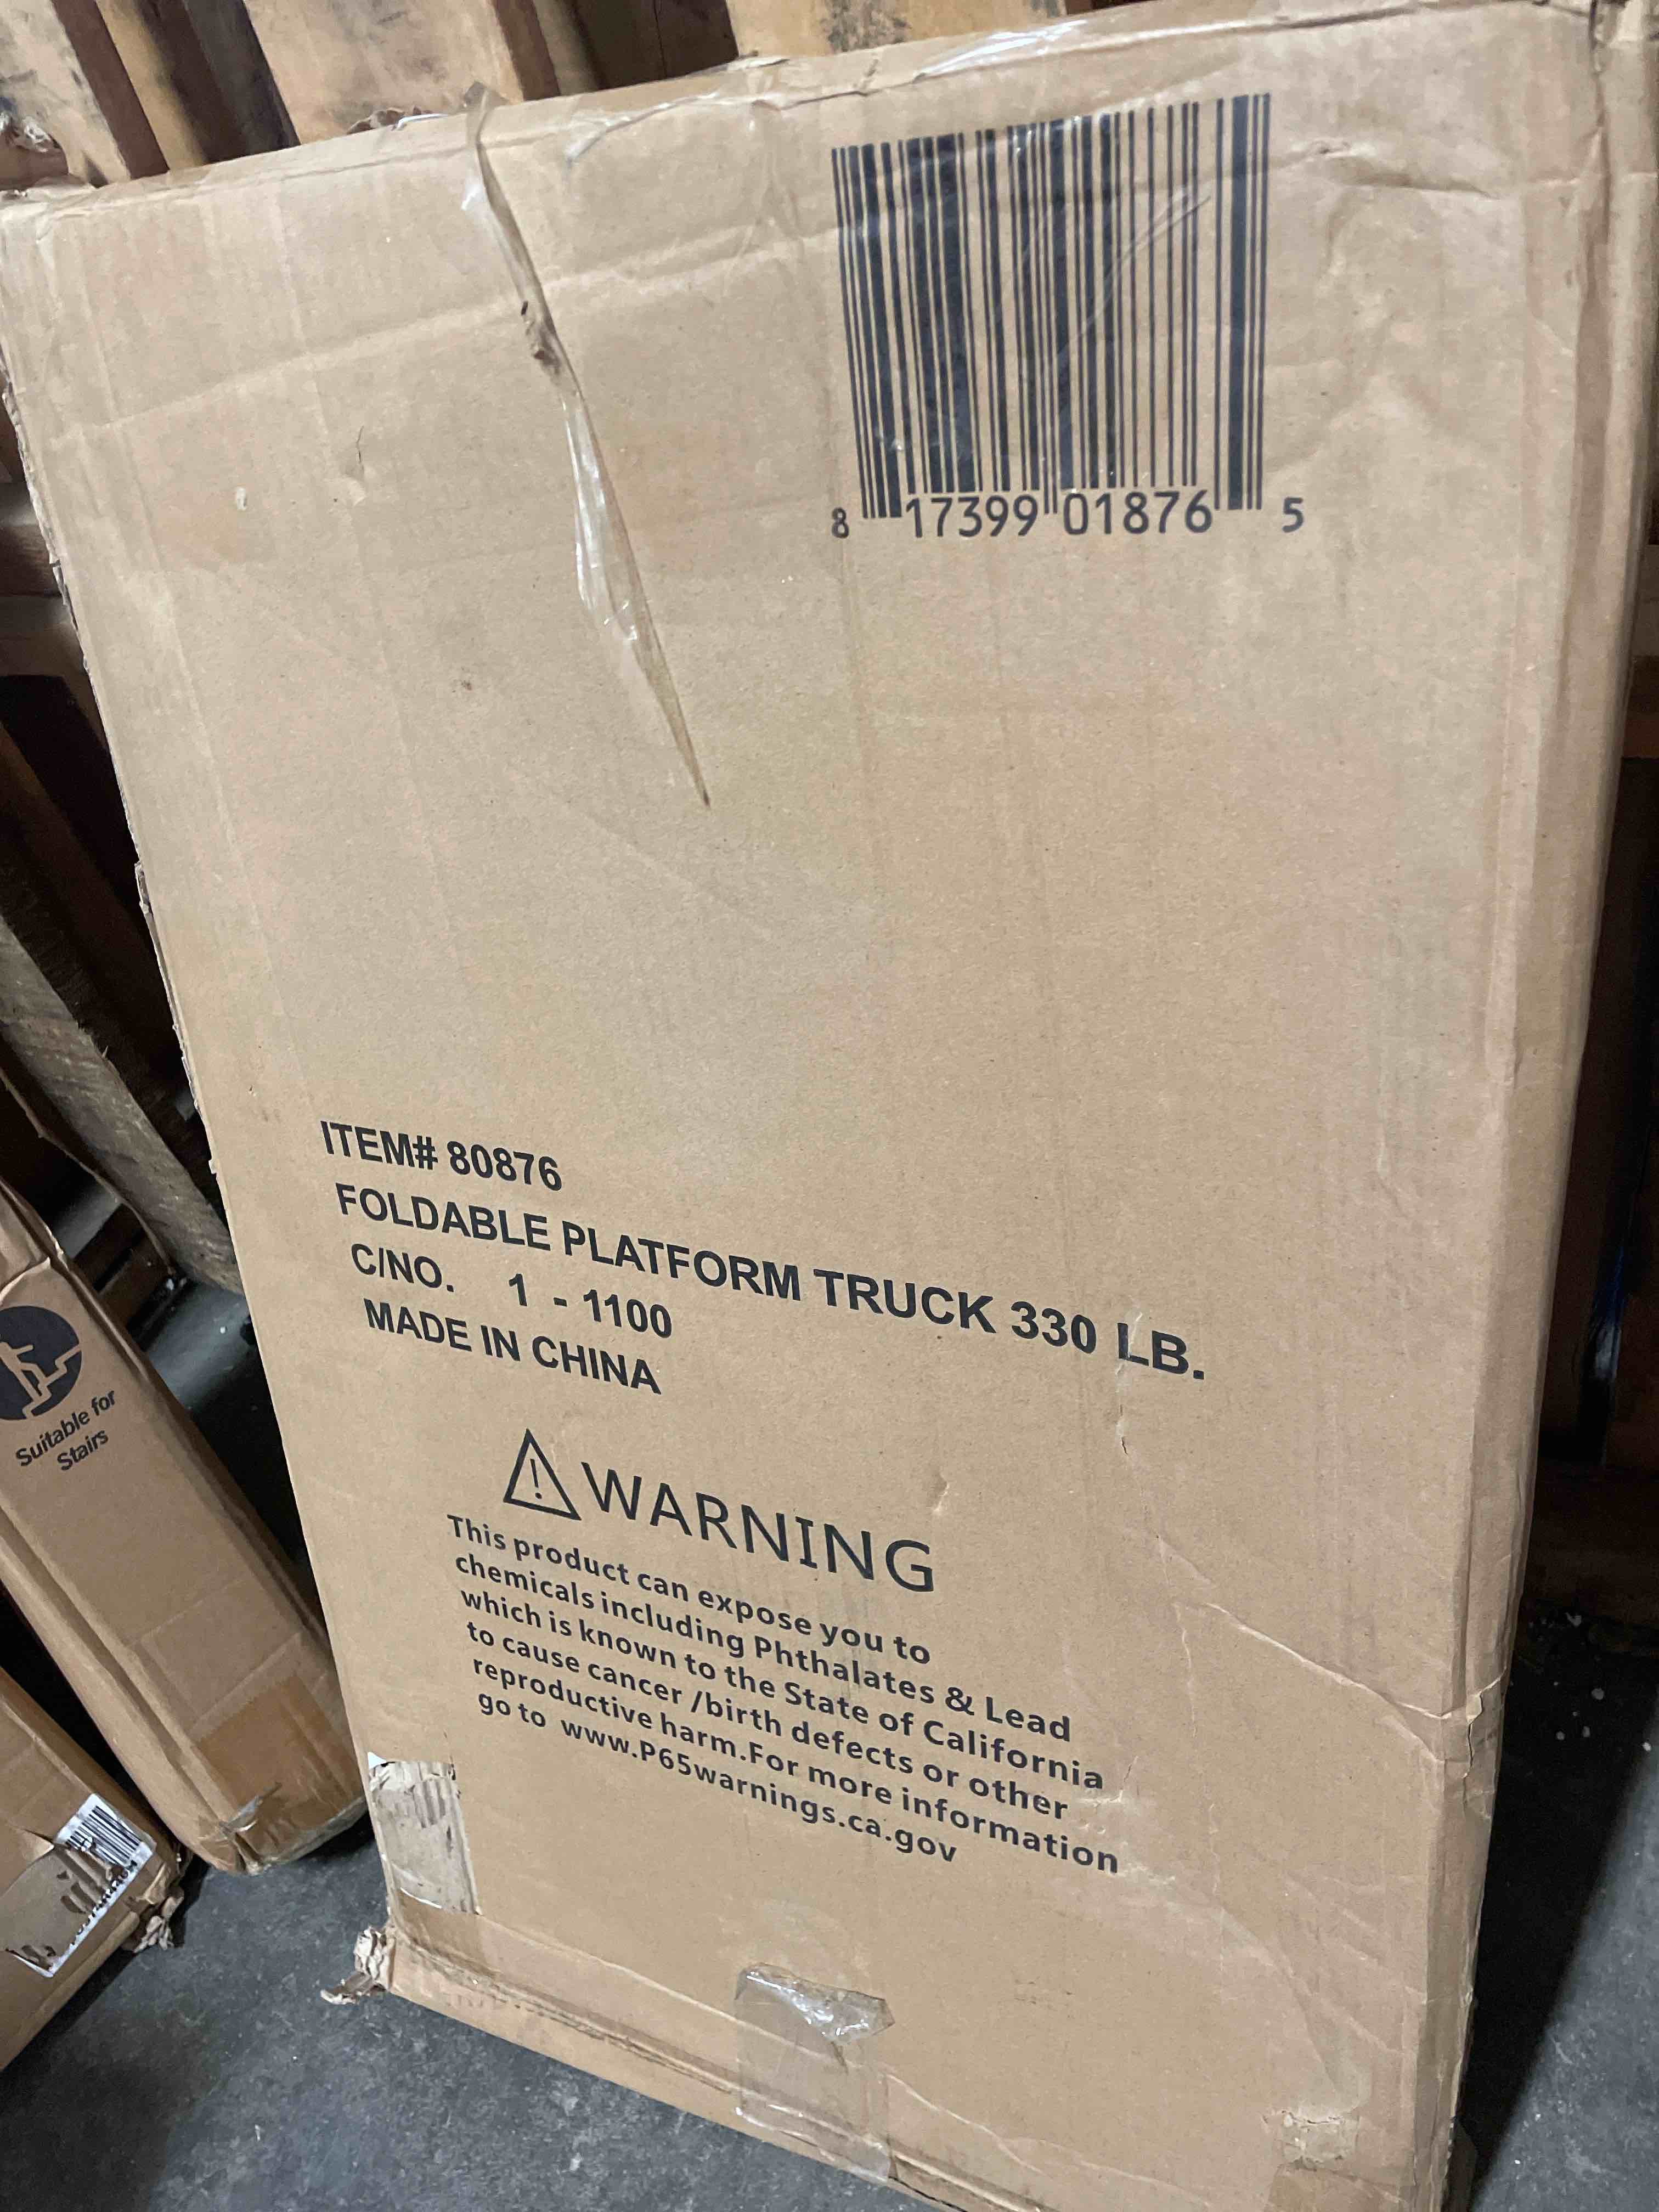 8 17399 01876 5
ITEM# 80876
FOLDABLE PLATFORM TRUCK 330 LB.
C/NO. 1 - 1100
MADE IN CHINA
WARNING
This product can expose you to
chemicals including Phthalates & Lead
which is known to the State of California
to cause cancer /birth defects or other
reproductive harm.For more information
go to www.P65warnings.ca.gov
Suitable for
Stairs